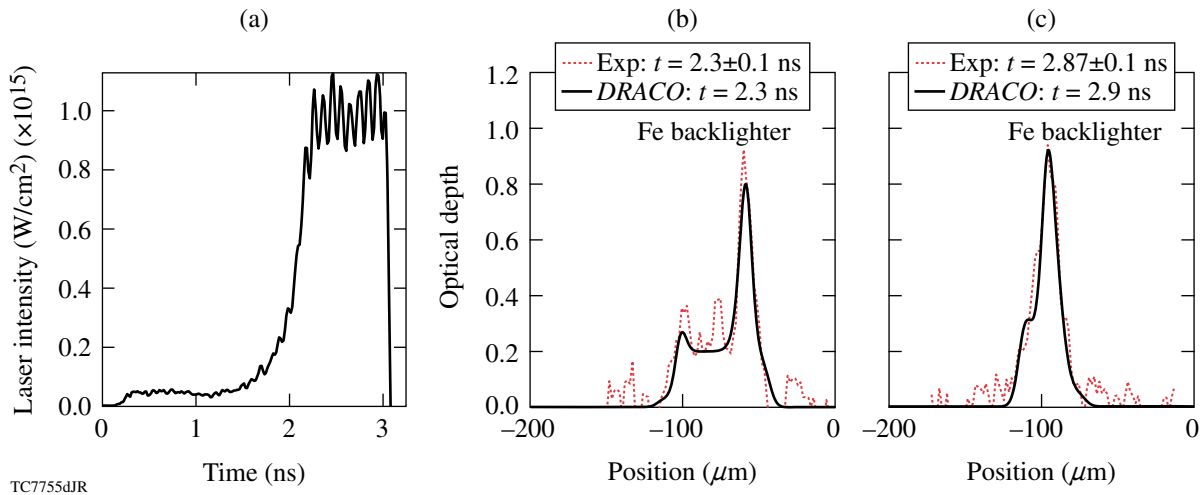 (a)
Laser intensity (W/cm²) (×10¹⁵)
1.0
0.8
0.6
0.4
0.2
0.0
0 1 2 3
Time (ns)
(b)
Exp: t = 2.3±0.1 ns
DRACO: t = 2.3 ns
Fe backlighter
Optical depth
1.2
1.0
0.8
0.6
0.4
0.2
0.0
−200 −100 0
Position (μm)
(c)
Exp: t = 2.87±0.1 ns
DRACO: t = 2.9 ns
Fe backlighter
−200 −100 0
Position (μm)
TC7755dJR